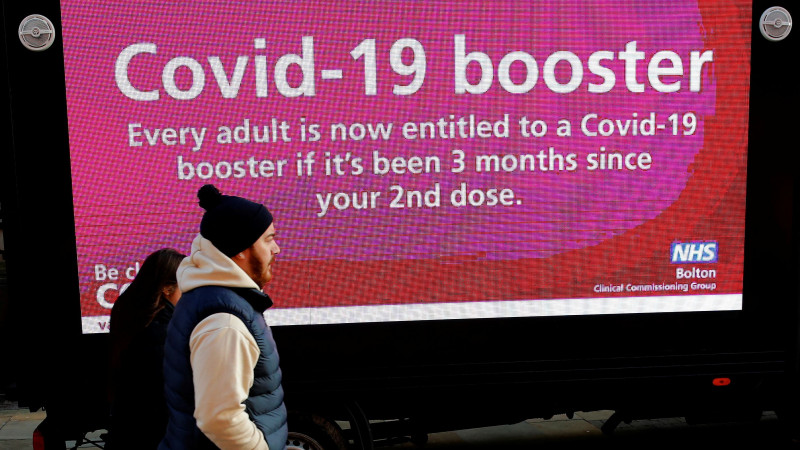 Covid-19 booster
Every adult is now entitled to a Covid-19
booster if it's been 3 months since
your 2nd dose.
NHS
Bolton
Clinical Commissioning Group
Be